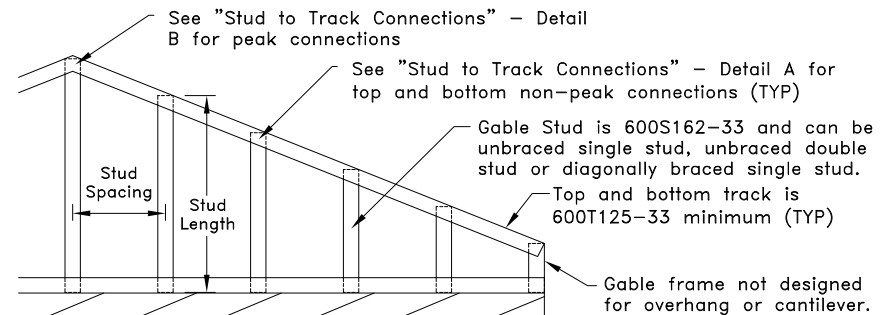 See "Stud to Track Connections" – Detail
B for peak connections
See "Stud to Track Connections" – Detail A for
top and bottom non-peak connections (TYP)
Gable Stud is 600S162-33 and can be
unbraced single stud, unbraced double
stud or diagonally braced single stud.
Stud
Spacing
Stud
Length
Top and bottom track is
600T125-33 minimum (TYP)
Gable frame not designed
for overhang or cantilever.